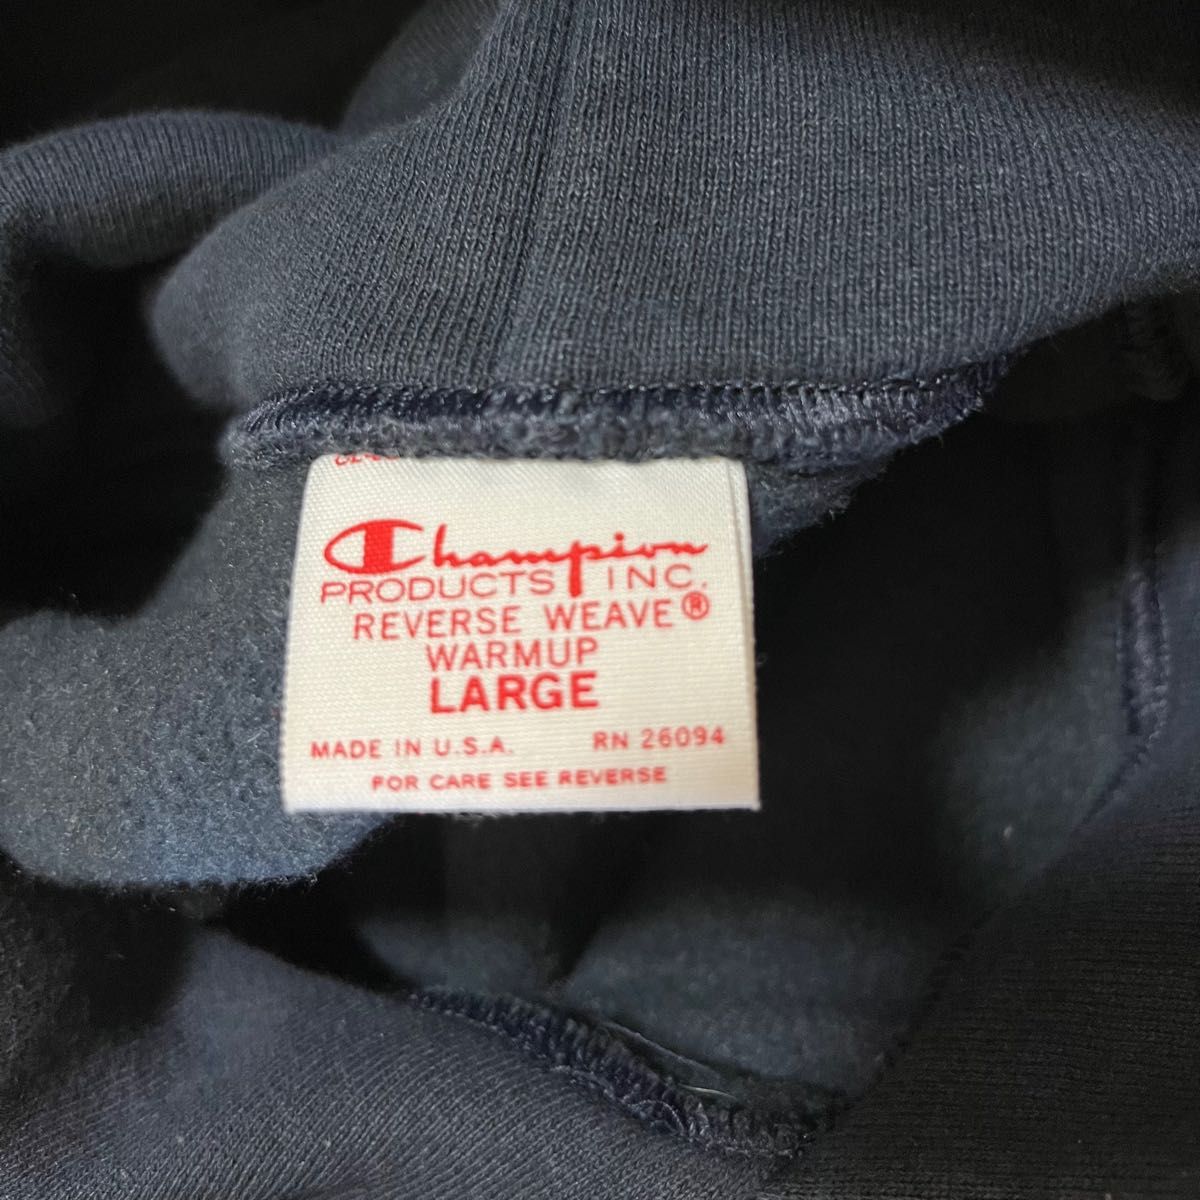 Champion
PRODUCTS INC.
REVERSE WEAVE®
WARMUP
LARGE
MADE IN U.S.A. RN 26094
FOR CARE SEE REVERSE